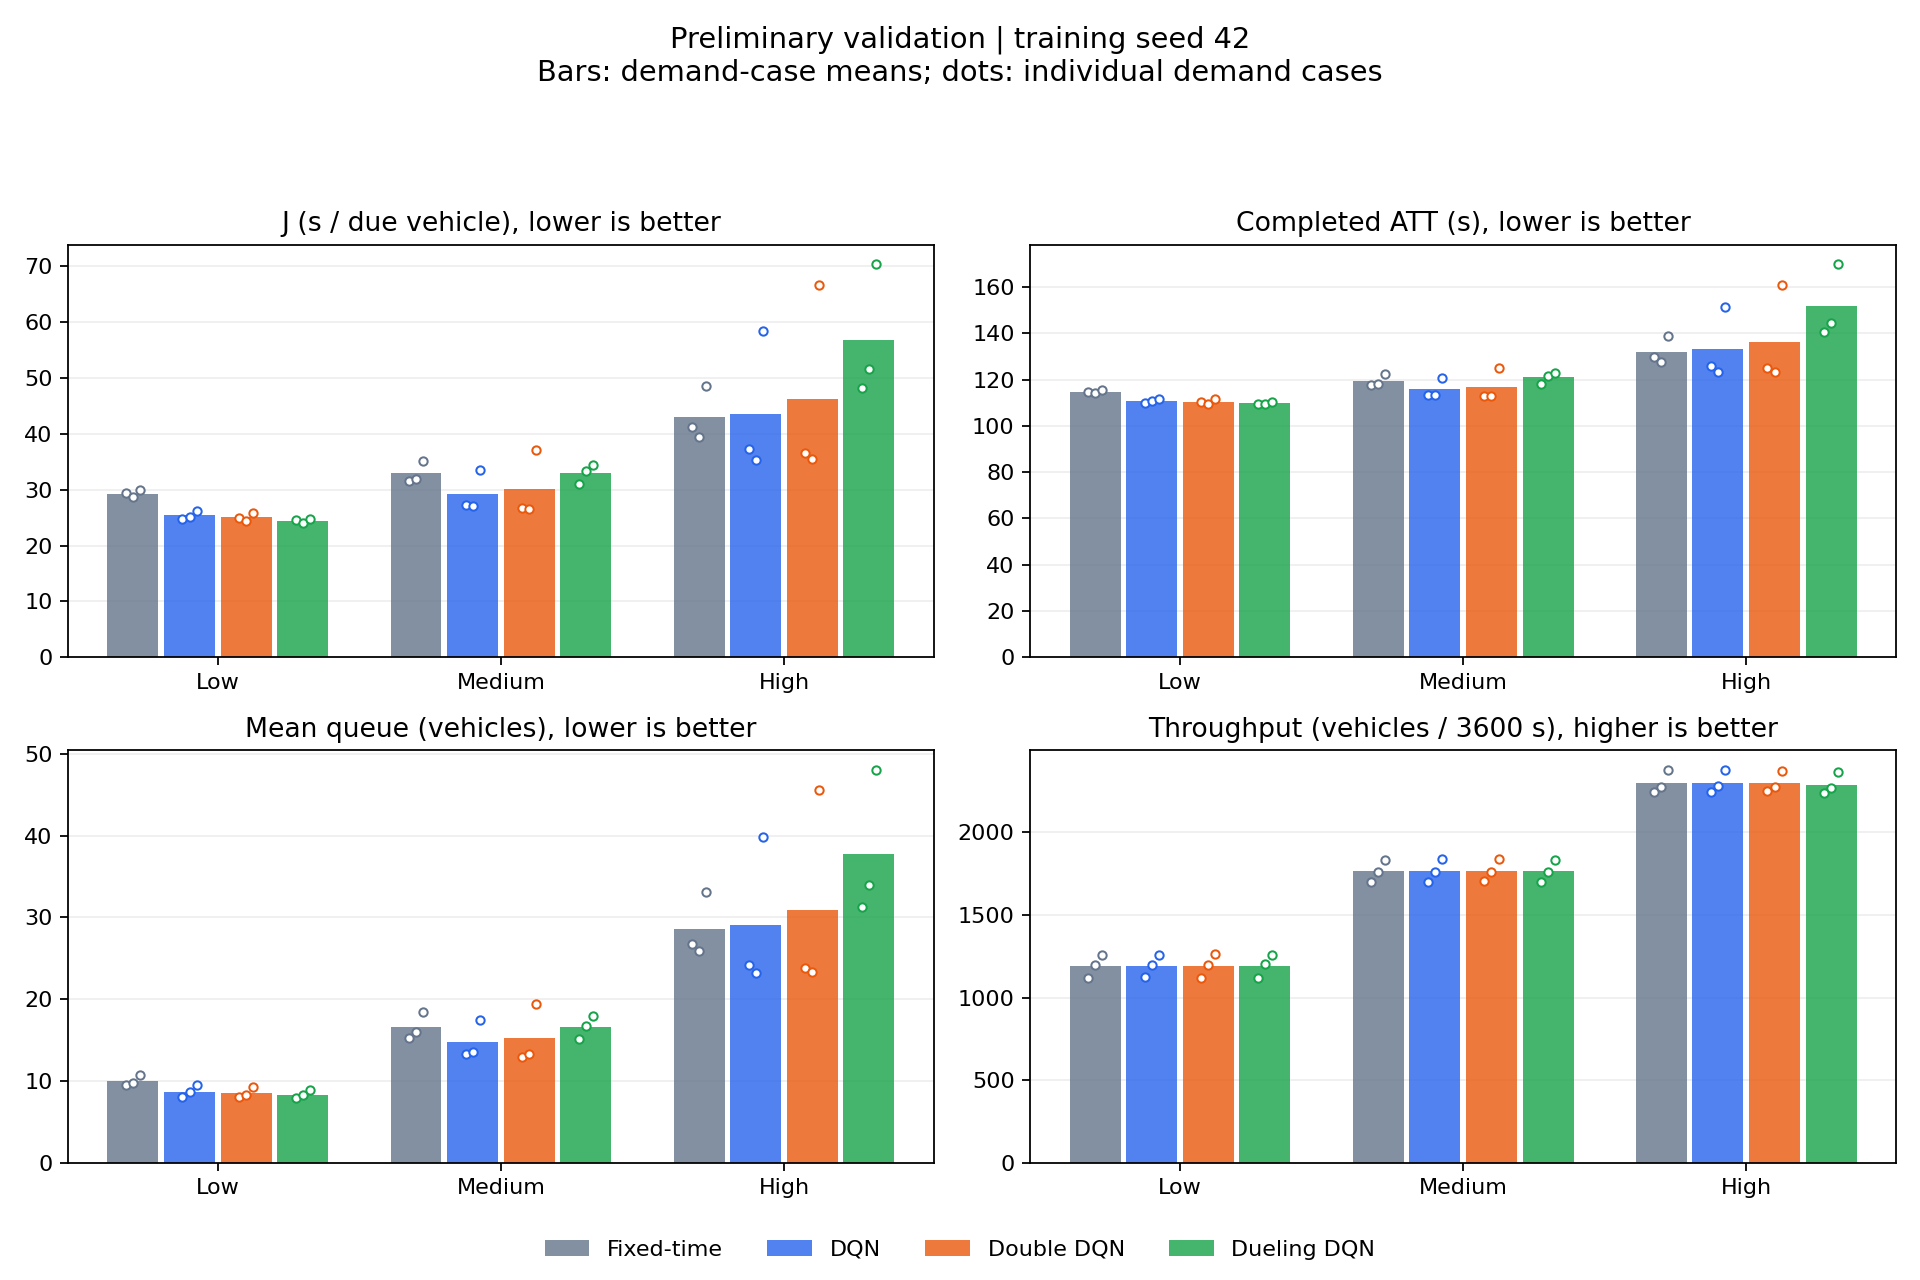 Preliminary validation | training seed 42
Bars: demand-case means; dots: individual demand cases
J (s / due vehicle), lower is better
70
60
50
40
30
20
10
0
Low Medium High
Completed ATT (s), lower is better
160
140
120
100
80
60
40
20
0
Low Medium High
Mean queue (vehicles), lower is better
50
40
30
20
10
0
Low Medium High
Throughput (vehicles / 3600 s), higher is better
2000
1500
1000
500
0
Low Medium High
Fixed-time DQN Double DQN Dueling DQN